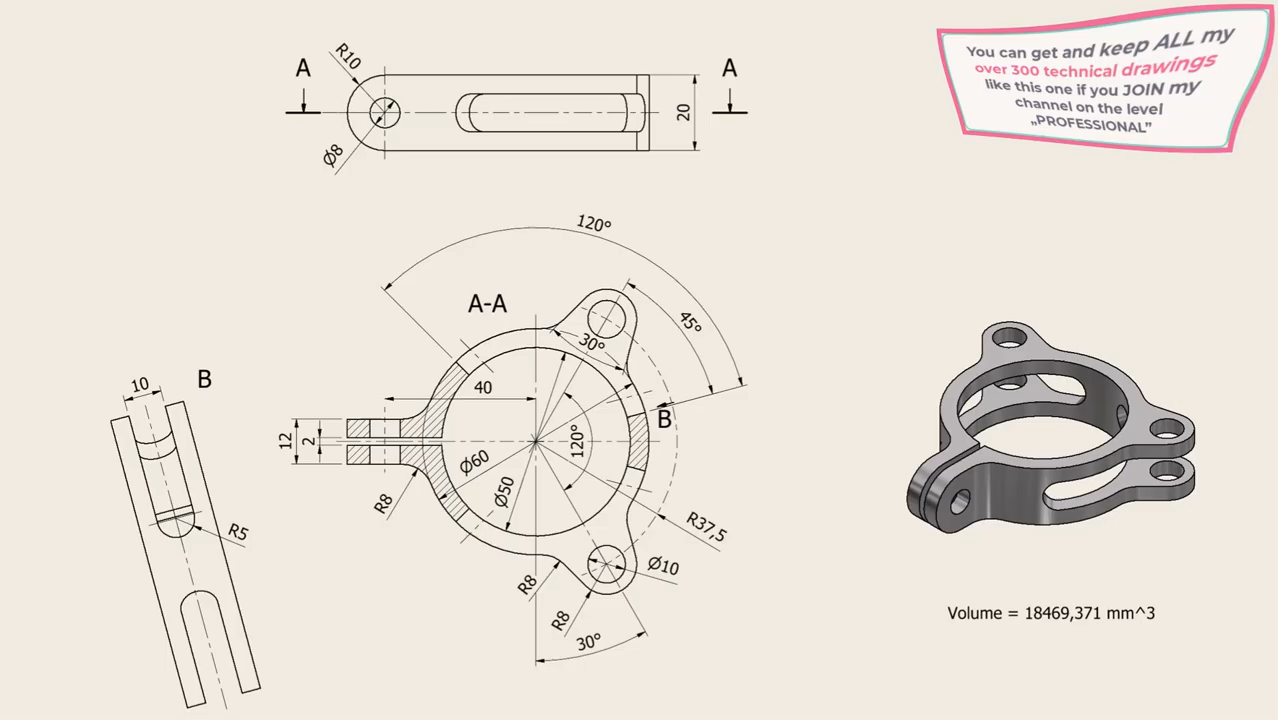 You can get and keep ALL my
over 300 technical drawings
like this one if you JOIN my
channel on the level
„PROFESSIONAL"
A
A
R10
20
Ø8
120°
A-A
45°
30°
B
10
40
B
12
2
120°
Ø60
Ø50
R8
R5
R37,5
Ø10
R8
R8
30°
Volume = 18469,371 mm^3